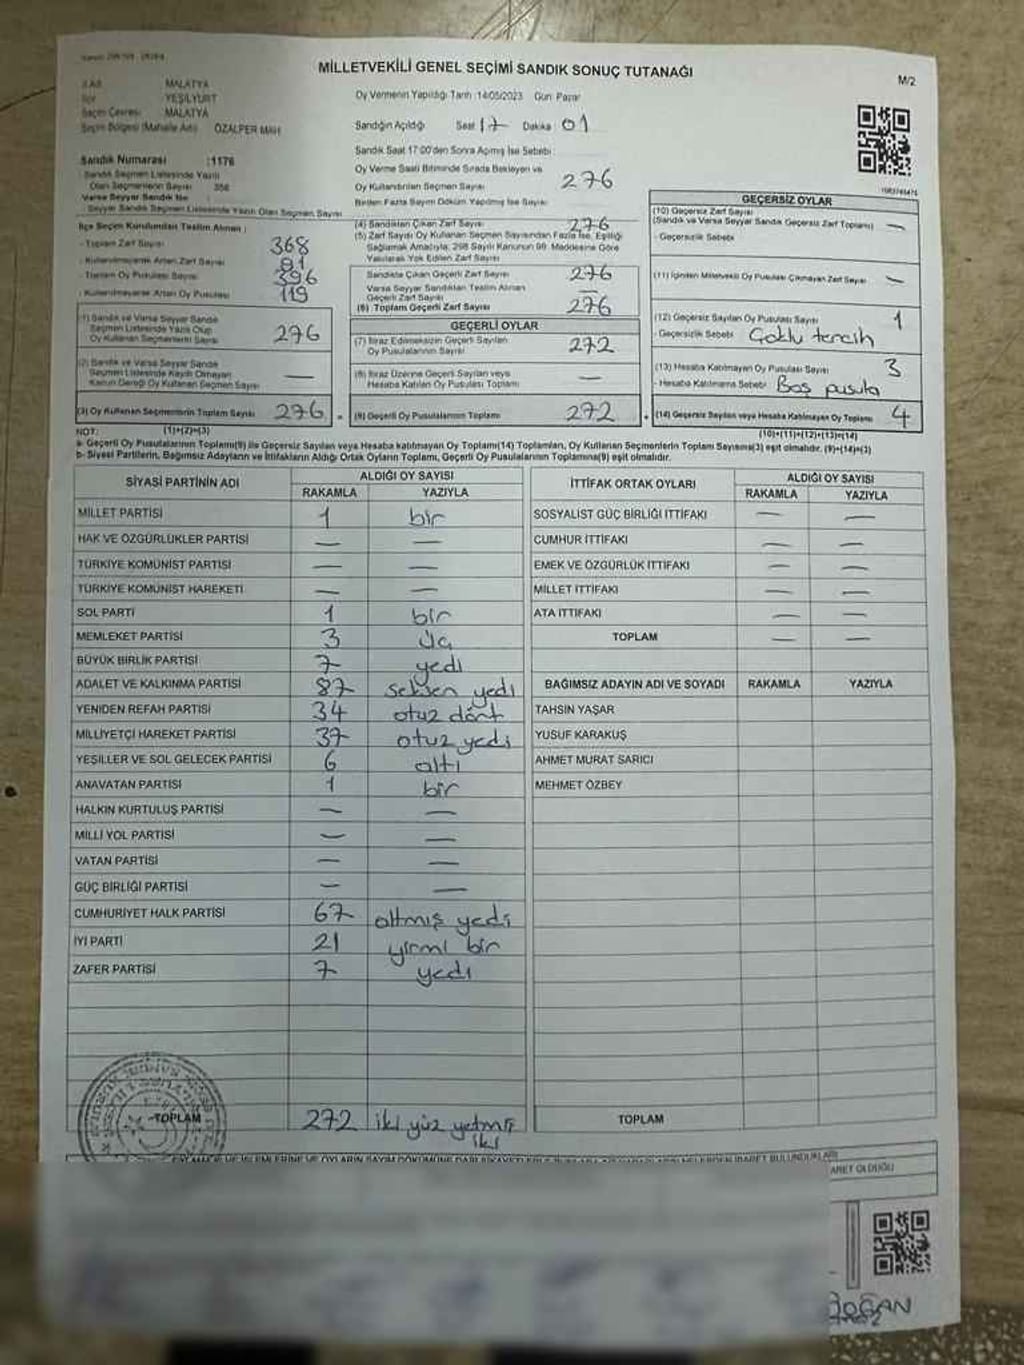 MİLLETVEKİLİ GENEL SEÇİMİ SANDIK SONUÇ TUTANAĞI
M/2
İli Adı MALATYA
İlçe YEŞİLYURT
Seçim Çevresi MALATYA
Seçim Bölgesi (Mahalle Adı) ÖZALPER MAH
Oy Vermenin Yapıldığı Tarih :14/05/2023 Gün: Pazar
Sandığın Açıldığı Saat 17 Dakika 01
Sandık Saat 17:00'den Sonra Açmış İse Sebebi :
Sandık Numarası :1176
Sandık Seçmen Listesinde Yazılı
Olan Seçmenlerin Sayısı 356
Varsa Seyyar Sandık No
Seyyar Sandık Seçmen Listesinde Yazılı Olan Seçmen Sayısı
Oy Verme Saati Bitiminde Sırada Bekleyen ve
Oy Kullandırılan Seçmen Sayısı 276
Birden Fazla Sayım Döküm Yapılmış İse Sayısı
İlçe Seçim Kurulundan Teslim Alınan :
- Toplam Zarf Sayısı 368
- Kullanılmayarak Artan Zarf Sayısı 81
- Toplam Oy Pusulası Sayısı 396
- Kullanılmayarak Artan Oy Pusulası 119
(1) Sandık ve Varsa Seyyar Sandık
Seçmen Listesinde Yazılı Olup
Oy Kullanan Seçmenlerin Sayısı 276
(2) Sandık ve Varsa Seyyar Sandık
Seçmen Listesinde Kaydı Olmayan
Kanun Gereği Oy Kullanan Seçmen Sayısı —
(3) Oy Kullanan Seçmenlerin Toplam Sayısı 276
(1)+(2)=(3)
(4) Sandıktan Çıkan Zarf Sayısı 276
(5) Zarf Sayısı Oy Kullanan Seçmen Sayısından Fazla İse, Eşitliği
Sağlamak Amacıyla; 298 Sayılı Kanunun 98. Maddesine Göre
Yakılarak Yok Edilen Zarf Sayısı
Sandıkta Çıkan Geçerli Zarf Sayısı 276
Varsa Seyyar Sandıktan Teslim Alınan
Geçerli Zarf Sayısı —
(6) Toplam Geçerli Zarf Sayısı 276
GEÇERLİ OYLAR
(7) İtiraz Edilmeksizin Geçerli Sayılan
Oy Pusulalarının Sayısı 272
(8) İtiraz Üzerine Geçerli Sayılan veya
Hesaba Katılan Oy Pusulası Toplamı —
= (9) Geçerli Oy Pusulalarının Toplamı 272
GEÇERSİZ OYLAR
(10) Geçersiz Zarf Sayısı
(Sandık ve Varsa Seyyar Sandık Geçersiz Zarf Toplamı) —
- Geçersizlik Sebebi
(11) İçinden Milletvekili Oy Pusulası Çıkmayan Zarf Sayısı —
(12) Geçersiz Sayılan Oy Pusulası Sayısı 1
- Geçersizlik Sebebi Çoklu tercih
(13) Hesaba Katılmayan Oy Pusulası Sayısı 3
- Hesaba Katılmama Sebebi Boş pusula
+ (14) Geçersiz Sayılan veya Hesaba Katılmayan Oy Toplamı 4
(10)+(11)+(12)+(13)=(14)
NOT:
a- Geçerli Oy Pusulalarının Toplamı(9) ile Geçersiz Sayılan veya Hesaba katılmayan Oy Toplamı(14) Toplamları, Oy Kullanan Seçmenlerin Toplam Sayısına(3) eşit olmalıdır. (9)+(14)=(3)
b- Siyasi Partilerin, Bağımsız Adayların ve İttifakların Aldığı Ortak Oyların Toplamı, Geçerli Oy Pusulalarının Toplamına(9) eşit olmalıdır.
SİYASİ PARTİNİN ADI ALDIĞI OY SAYISI
RAKAMLA YAZIYLA
MİLLET PARTİSİ 1 bir
HAK VE ÖZGÜRLÜKLER PARTİSİ — —
TÜRKİYE KOMÜNİST PARTİSİ — —
TÜRKİYE KOMÜNİST HAREKETİ — —
SOL PARTİ 1 bir
MEMLEKET PARTİSİ 3 üç
BÜYÜK BİRLİK PARTİSİ 7 yedi
ADALET VE KALKINMA PARTİSİ 87 seksen yedi
YENİDEN REFAH PARTİSİ 34 otuz dört
MİLLİYETÇİ HAREKET PARTİSİ 37 otuz yedi
YEŞİLLER VE SOL GELECEK PARTİSİ 6 altı
ANAVATAN PARTİSİ 1 bir
HALKIN KURTULUŞ PARTİSİ — —
MİLLİ YOL PARTİSİ — —
VATAN PARTİSİ — —
GÜÇ BİRLİĞİ PARTİSİ — —
CUMHURİYET HALK PARTİSİ 67 altmış yedi
İYİ PARTİ 21 yirmi bir
ZAFER PARTİSİ 7 yedi
TOPLAM 272 iki yüz yetmiş
iki
İTTİFAK ORTAK OYLARI ALDIĞI OY SAYISI
RAKAMLA YAZIYLA
SOSYALİST GÜÇ BİRLİĞİ İTTİFAKI — —
CUMHUR İTTİFAKI — —
EMEK VE ÖZGÜRLÜK İTTİFAKI — —
MİLLET İTTİFAKI — —
ATA İTTİFAKI — —
TOPLAM — —
BAĞIMSIZ ADAYIN ADI VE SOYADI RAKAMLA YAZIYLA
TAHSİN YAŞAR
YUSUF KARAKUŞ
AHMET MURAT SARICI
MEHMET ÖZBEY
TOPLAM
ARET OLDUĞU
DOĞAN